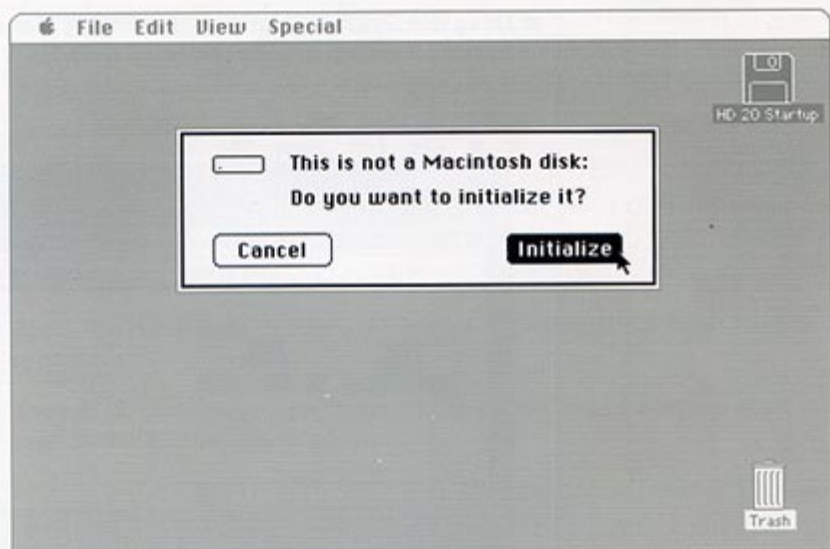 File Edit View Special
HD 20 Startup
This is not a Macintosh disk:
Do you want to initialize it?
Cancel Initialize
Trash